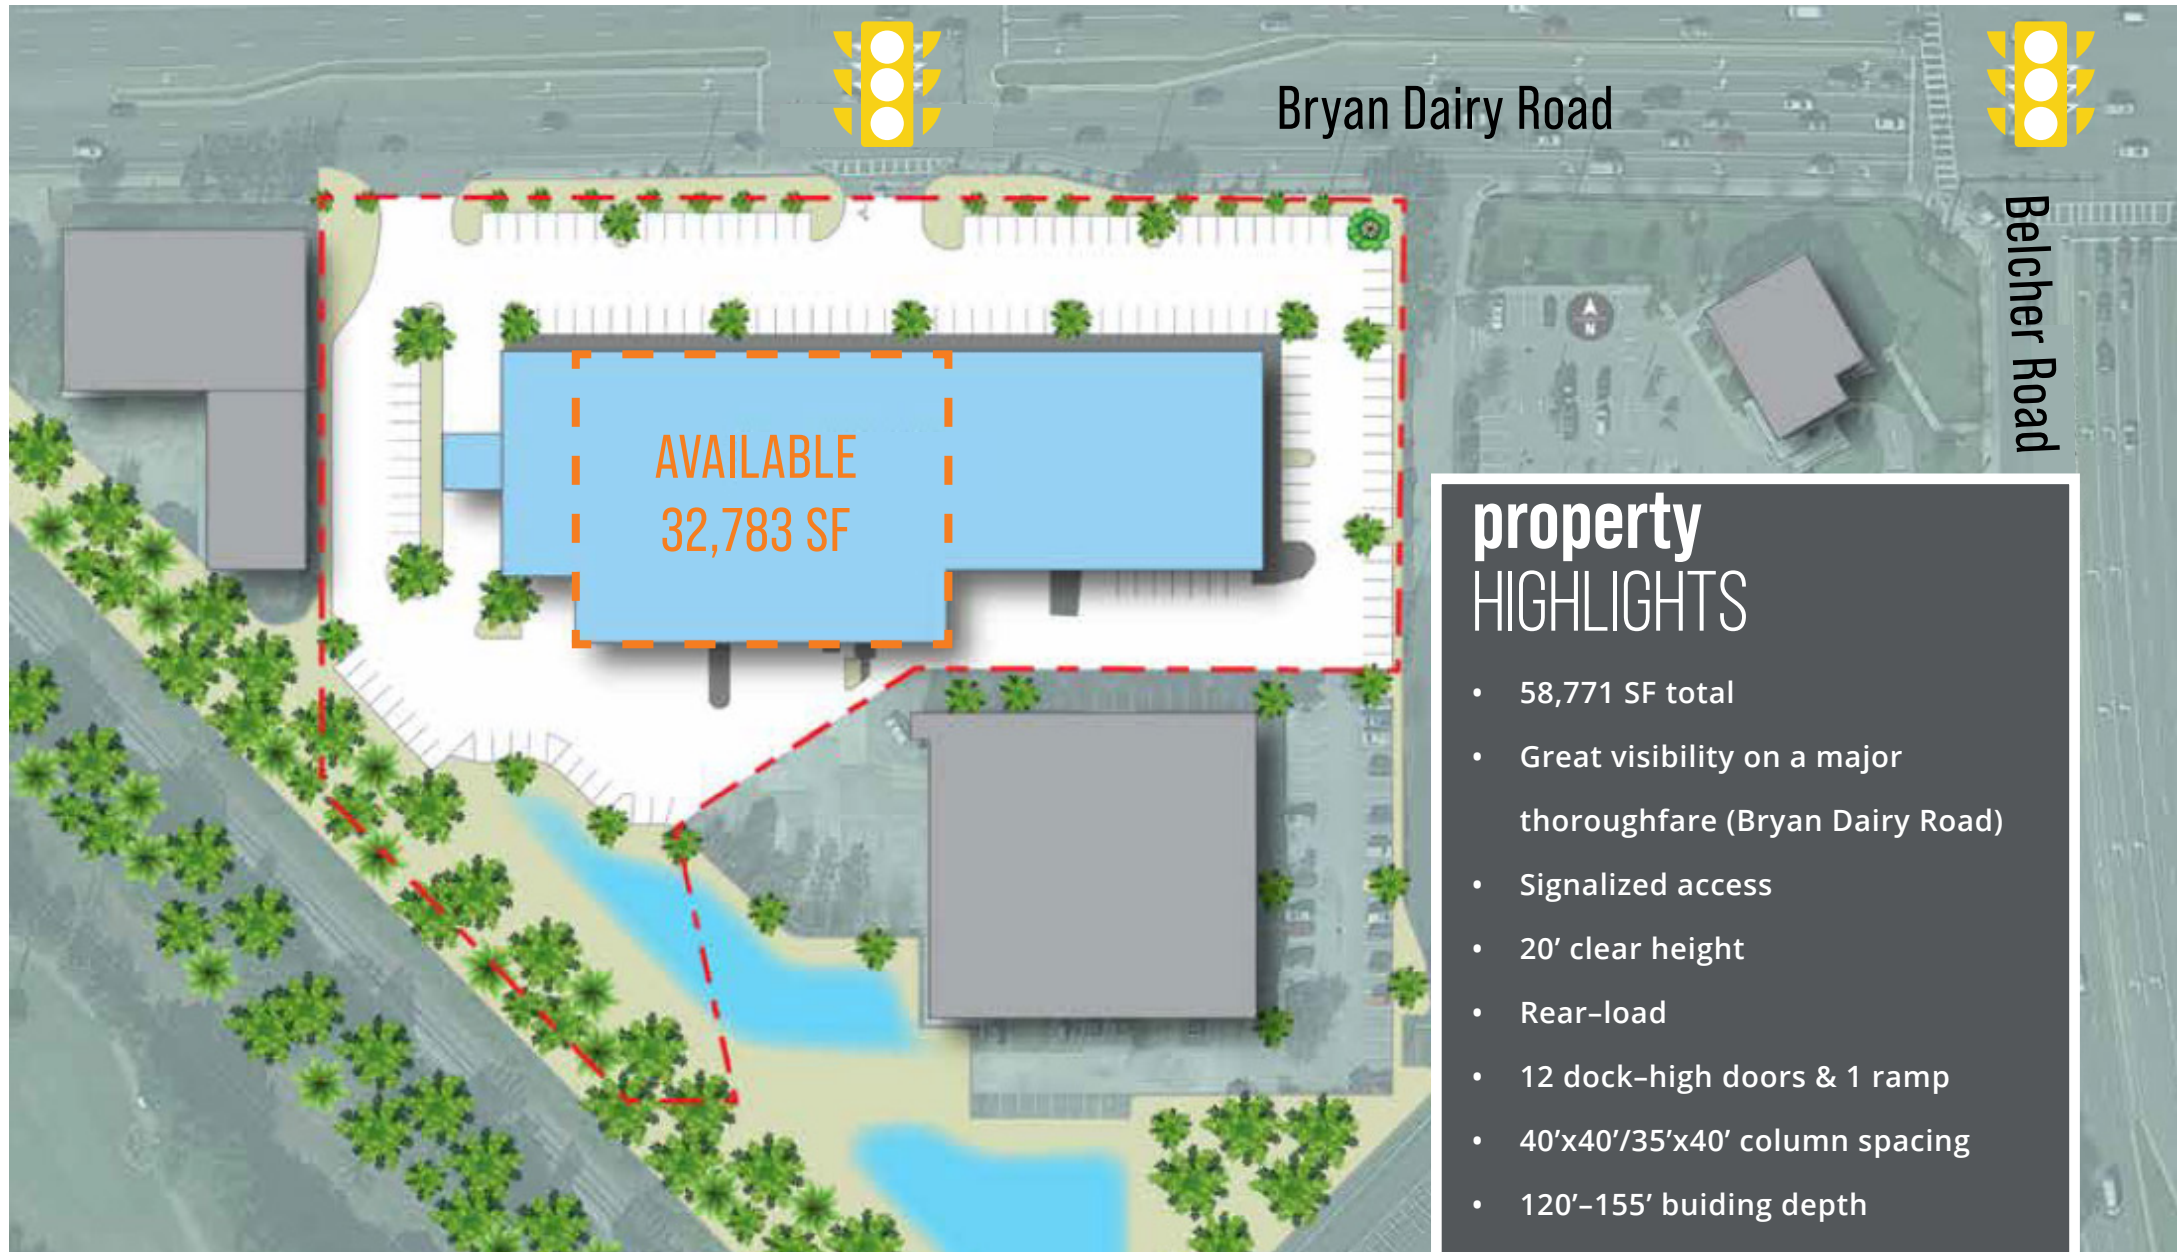 Bryan Dairy Road
Belcher Road
N
AVAILABLE
32,783 SF
property
HIGHLIGHTS
• 58,771 SF total
• Great visibility on a major
thoroughfare (Bryan Dairy Road)
• Signalized access
• 20’ clear height
• Rear–load
• 12 dock–high doors & 1 ramp
• 40’x40’/35’x40’ column spacing
• 120’–155’ buiding depth